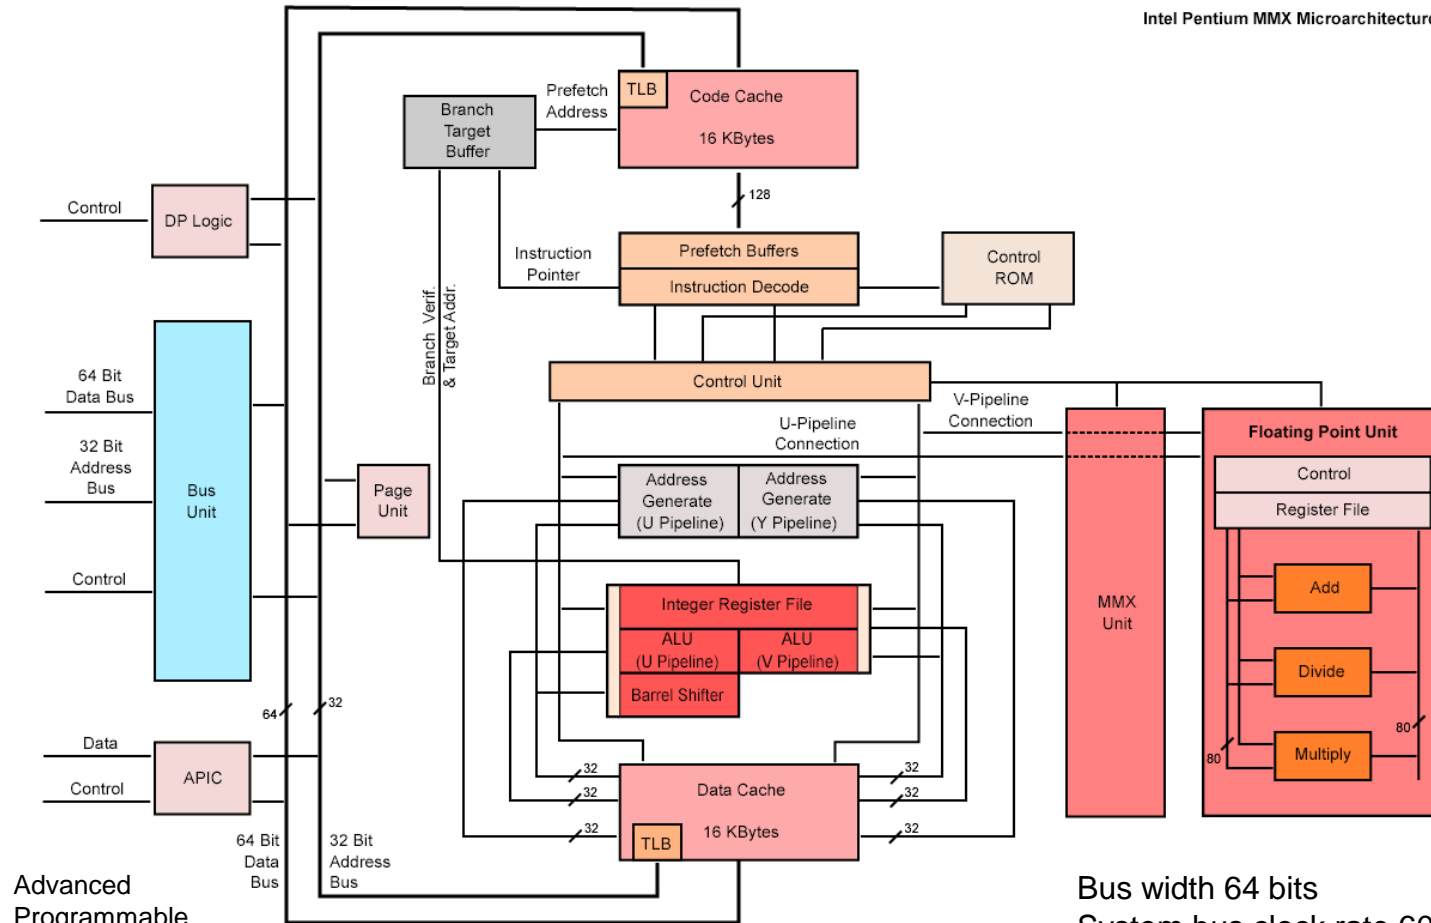 Intel Pentium MMX Microarchitecture
TLB
Code Cache
16 KBytes
Prefetch
Address
Branch
Target
Buffer
128
Control
DP Logic
Instruction
Pointer
Prefetch Buffers
Instruction Decode
Control
ROM
Branch Verif.
& Target Addr.
64 Bit
Data Bus
32 Bit
Address
Bus
Control
Bus
Unit
Page
Unit
Control Unit
U-Pipeline
Connection
V-Pipeline
Connection
Address
Generate
(U Pipeline)
Address
Generate
(Y Pipeline)
Integer Register File
ALU
(U Pipeline)
ALU
(V Pipeline)
Barrel Shifter
MMX
Unit
Floating Point Unit
Control
Register File
Add
Divide
Multiply
80
80
64
32
Data
Control
APIC
32
32
32
32
32
32
Data Cache
16 KBytes
TLB
64 Bit
Data
Bus
32 Bit
Address
Bus
Advanced
Programmable
Bus width 64 bits
System bus clock rate 60